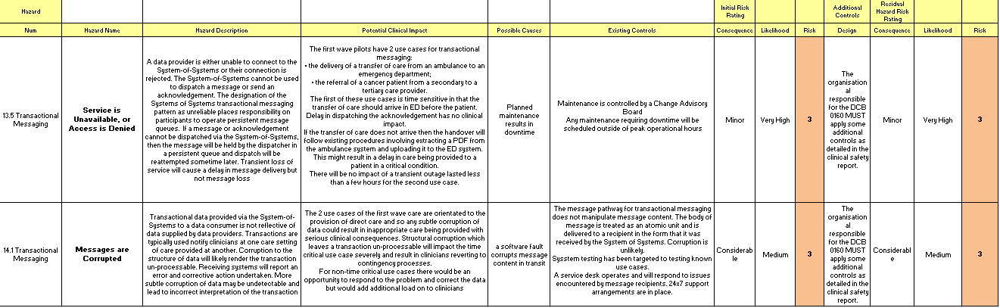 Hazard
Initial Risk
Rating
Additional
Controls
Residual
Hazard Risk
Rating
Num
Hazard Name
Hazard Description
Potential Clinical Impact
Possible Causes
Existing Controls
Consequence
Likelihood
Risk
Design
Consequence
Likelihood
Risk
13.5 Transactional
Messaging
Service is
Unavailable, or
Access is Denied
A data provider is either unable to connect to the
System-of-Systems or their connection is
rejected. The System-of-Systems cannot be used
to dispatch a message or send an
acknowledgement. The designation of the
Systems of Systems transactional messaging
pattern as unreliable places responsibility on
participants to operate persistent message
queues. If a message or acknowledgement
cannot be dispatched via the System-of-Systems,
then the message will be held by the dispatcher in
a persistent queue and dispatch will be
reattempted sometime later. Transient loss of
service will cause a delay in message delivery but
not message loss
The first wave pilots have 2 use cases for transactional
messaging:
• the delivery of a transfer of care from an ambulance to an
emergency department;
• the referral of a cancer patient from a secondary to a
tertiary care provider.
The first of these use cases is time sensitive in that the
transfer of care should arrive in ED before the patient.
Delay in dispatching the acknowledgement has no clinical
impact.
If the transfer of care does not arrive then the handover will
follow existing procedures involving extracting a PDF from
the ambulance system and uploading it to the ED system.
This might result in a delay in care being provided to a
patient in a critical condition.
There will be no impact of a transient outage lasted less
than a few hours for the second use case.
Planned
maintenance
results in
downtime
Maintenance is controlled by a Change Advisory
Board
Any maintenance requiring downtime will be
scheduled outside of peak operational hours
Minor
Very High
3
The
organisation
al
responsible
for the DCB
0160 MUST
apply some
additional
controls as
detailed in the
clinical safety
report.
Minor
Very High
3
14.1 Transactional
Messaging
Messages are
Corrupted
Transactional data provided via the System-of-
Systems to a data consumer is not reflective of
data supplied by data providers. Transactions are
typically used notify clinicians at one care setting
of care provided at another. Corruption to the
structure of data will likely render the transaction
un-processable. Receiving systems will report an
error and corrective action undertaken. More
subtle corruption of data may be undetectable and
lead to incorrect interpretation of the transaction
The 2 use cases of the first wave care are orientated to the
provision of direct care and so any subtle corruption of
data could result in inappropriate care being provided with
serious clinical consequences. Structural corruption which
leaves a transaction un-processable will impact the time
critical use case severely and result in clinicians reverting to
contingency processes.
For non-time critical use cases there would be an
opportunity to respond to the problem and correct the data
but would add additional load on to clinicians
a software fault
corrupts message
content in transit
The message pathway for transactional messaging
does not manipulate message content. The body of
message is treated as an atomic unit and is
delivered to a recipient in the form that it was
received by the System of Systems. Corruption is
unlikely.
Sysstem testing has been targeted to testing known
use cases.
A service desk operates and will respond to issues
encountered by message recipients. 24x7 support
arrangements are in place.
Considerab
le
Medium
3
The
organisation
al
responsible
for the DCB
0160 MUST
apply some
additional
controls as
detailed in the
clinical safety
report.
Considerabl
e
Medium
3